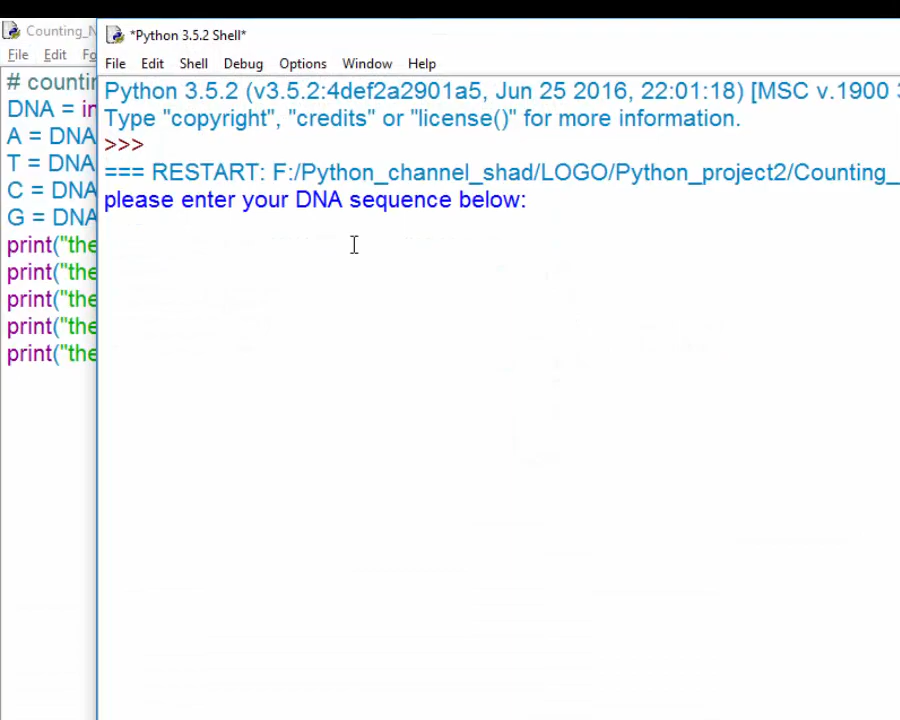 Counting_N
*Python 3.5.2 Shell*
File Edit Fo
File Edit Shell Debug Options Window Help
# countin
DNA = in
A = DNA
T = DNA
C = DNA
G = DNA
print("the
print("the
print("the
print("the
print("the
Python 3.5.2 (v3.5.2:4def2a2901a5, Jun 25 2016, 22:01:18) [MSC v.1900 3
Type "copyright", "credits" or "license()" for more information.
>>>
=== RESTART: F:/Python_channel_shad/LOGO/Python_project2/Counting_
please enter your DNA sequence below: